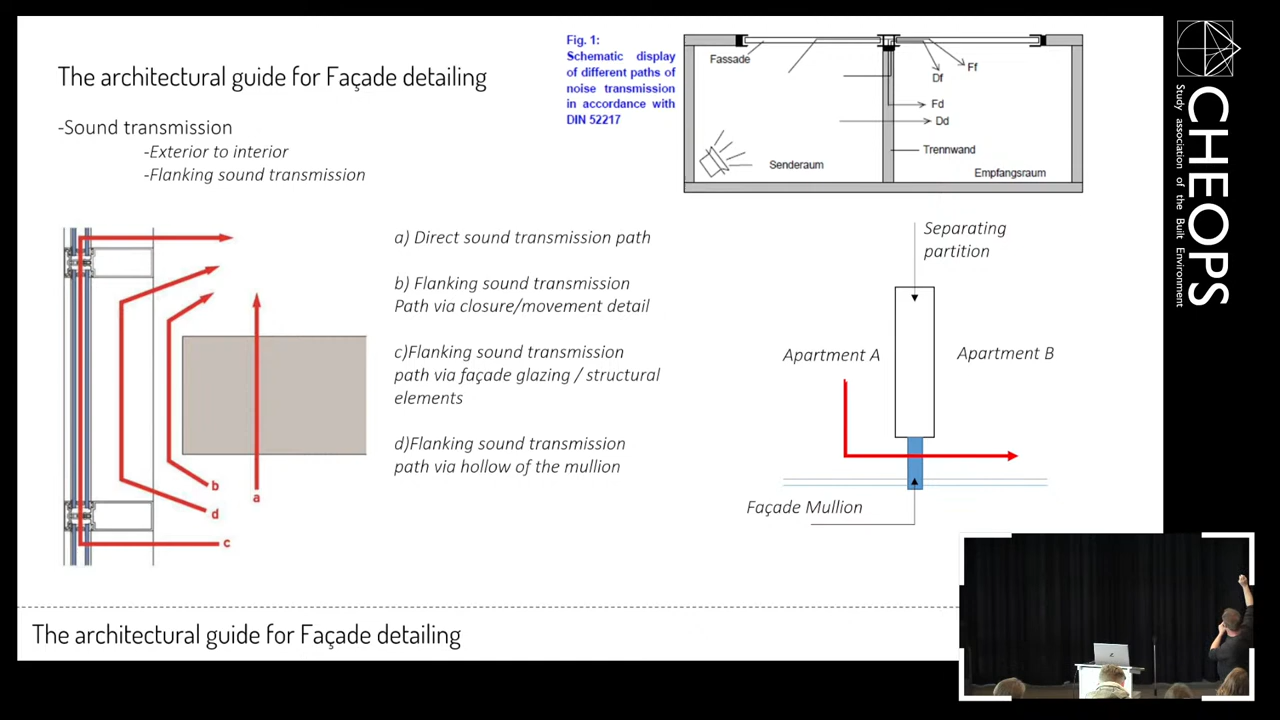 The architectural guide for Façade detailing
-Sound transmission
-Exterior to interior
-Flanking sound transmission
Fig. 1:
Schematic display
of different paths of
noise transmission
in accordance with
DIN 52217
Fassade
Ff
Df
Fd
Dd
Trennwand
Senderaum
Empfangsraum
b
a
d
c
a) Direct sound transmission path
b) Flanking sound transmission
Path via closure/movement detail
c)Flanking sound transmission
path via façade glazing / structural
elements
d)Flanking sound transmission
path via hollow of the mullion
Separating
partition
Apartment A
Apartment B
Façade Mullion
The architectural guide for Façade detailing
CHEOPS
Study association of the Built Environment